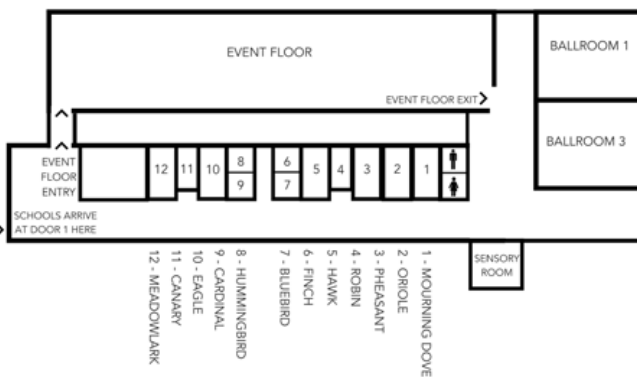 EVENT FLOOR
BALLROOM 1
EVENT FLOOR EXIT
BALLROOM 3
EVENT
FLOOR
ENTRY
12
11
10
8
9
6
7
5
4
3
2
1
SCHOOLS ARRIVE
AT DOOR 1 HERE
SENSORY
ROOM
12 - MEADOWLARK
11 - CANARY
10 - EAGLE
9 - CARDINAL
8 - HUMMINGBIRD
7 - BLUEBIRD
6 - FINCH
5 - HAWK
4 - ROBIN
3 - PHEASANT
2 - ORIOLE
1 - MOURNING DOVE